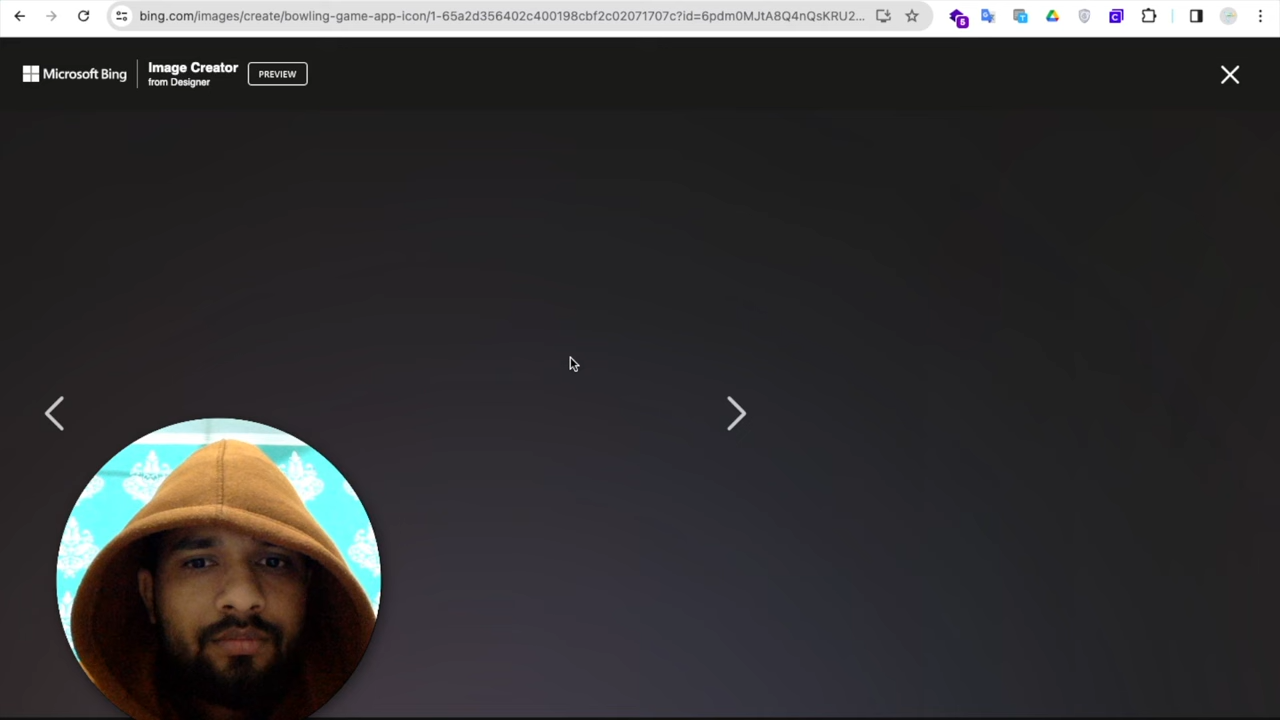 bing.com/images/create/bowling-game-app-icon/1-65a2d356402c400198cbf2c02071707c?id=6pdm0MJtA8Q4nQsKRU2...
5
C
Microsoft Bing
Image Creator
from Designer
PREVIEW